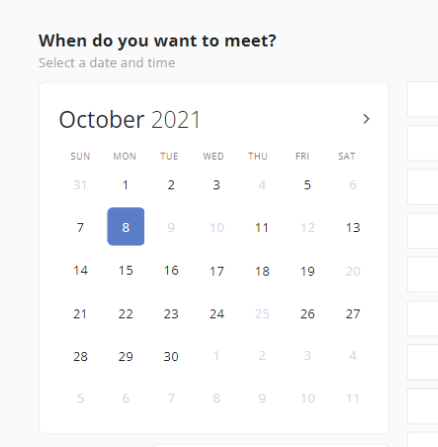 When do you want to meet?
Select a date and time
October 2021 >
SUN MON TUE WED THU FRI SAT
31 1 2 3 4 5 6
7 8 9 10 11 12 13
14 15 16 17 18 19 20
21 22 23 24 25 26 27
28 29 30 1 2 3 4
5 6 7 8 9 10 11